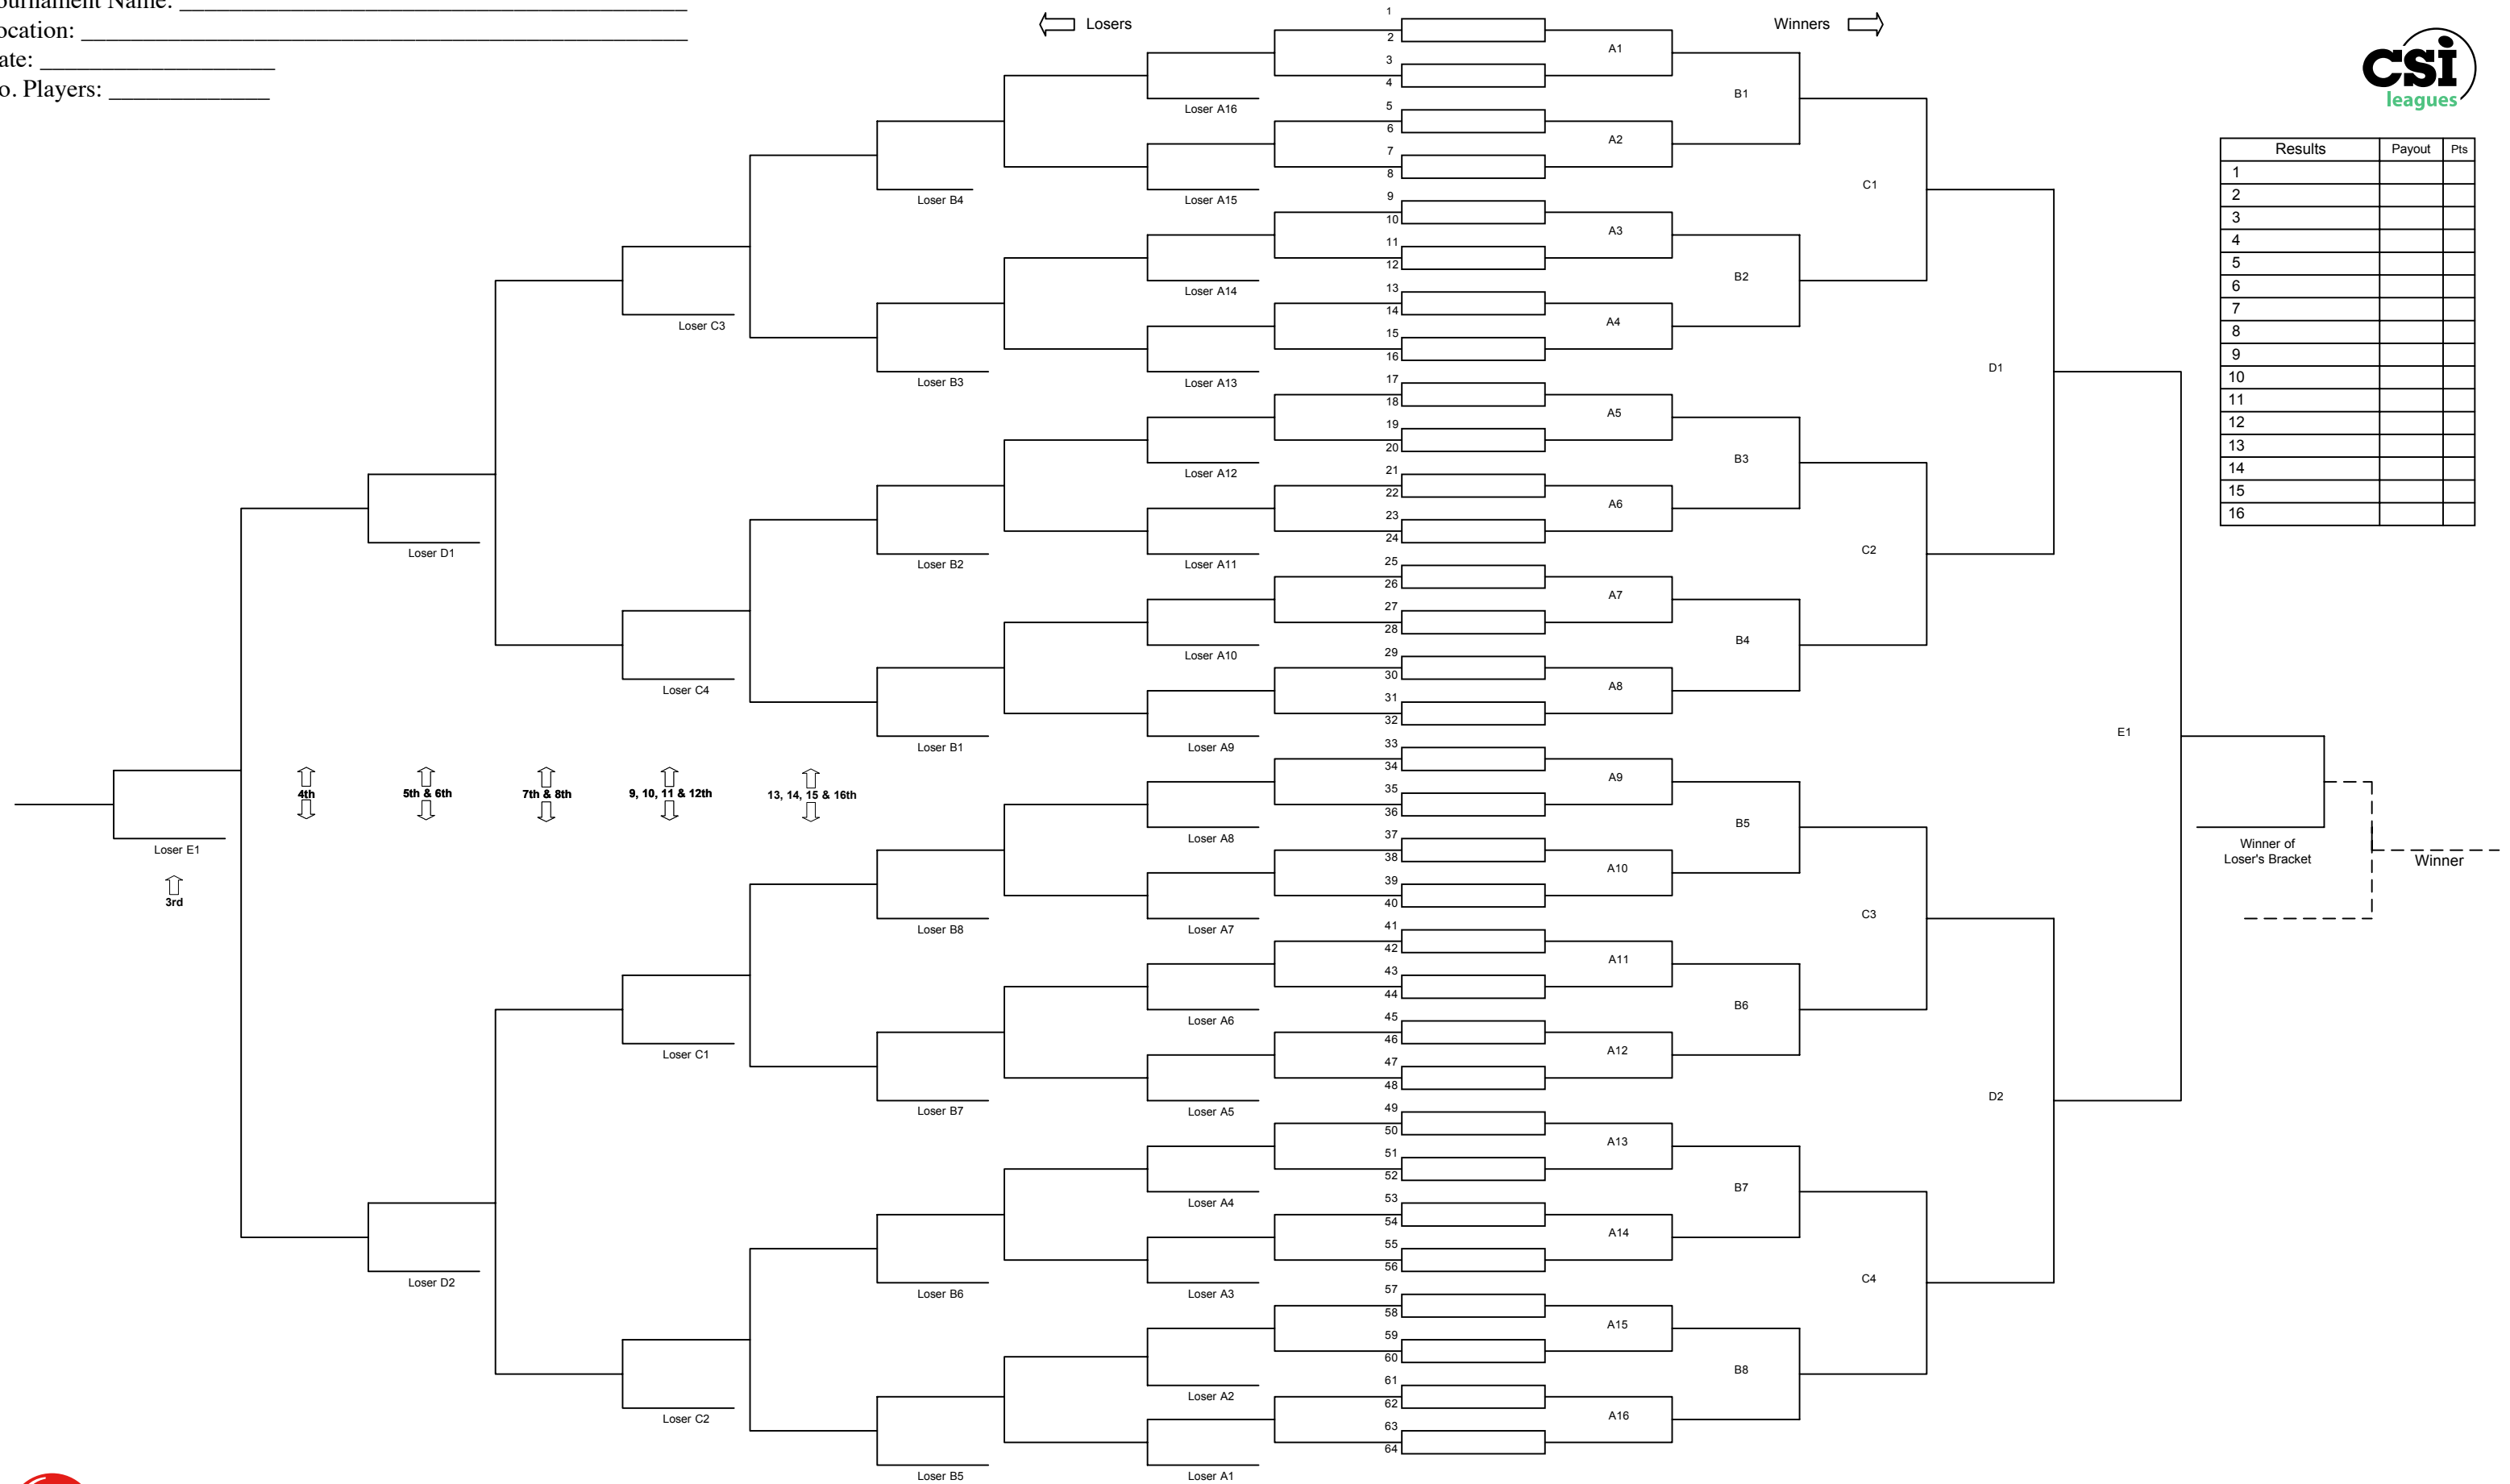 ournament Name: ________________________________________
ocation: ________________________________________________
ate: ___________________
o. Players: _____________
Losers
Winners
csi
leagues
Results Payout Pts
1
2
3
4
5
6
7
8
9
10
11
12
13
14
15
16
Loser E1
3rd
4th
5th & 6th
7th & 8th
9, 10, 11 & 12th
13, 14, 15 & 16th
Loser D1
Loser D2
Loser C3
Loser C4
Loser C1
Loser C2
Loser B4
Loser B3
Loser B2
Loser B1
Loser B8
Loser B7
Loser B6
Loser B5
Loser A16
Loser A15
Loser A14
Loser A13
Loser A12
Loser A11
Loser A10
Loser A9
Loser A8
Loser A7
Loser A6
Loser A5
Loser A4
Loser A3
Loser A2
Loser A1
1
2
3
4
5
6
7
8
9
10
11
12
13
14
15
16
17
18
19
20
21
22
23
24
25
26
27
28
29
30
31
32
33
34
35
36
37
38
39
40
41
42
43
44
45
46
47
48
49
50
51
52
53
54
55
56
57
58
59
60
61
62
63
64
A1
A2
A3
A4
A5
A6
A7
A8
A9
A10
A11
A12
A13
A14
A15
A16
B1
B2
B3
B4
B5
B6
B7
B8
C1
C2
C3
C4
D1
D2
E1
Winner of
Loser's Bracket
Winner